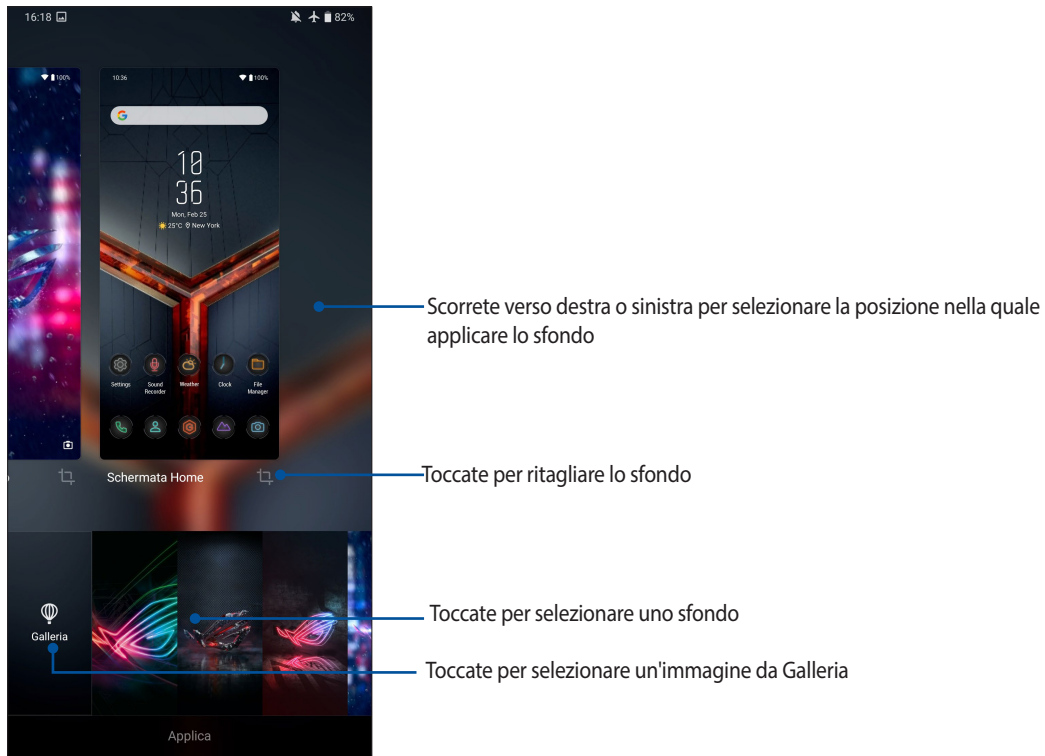 16:18
82%
100%
10:36
100%
G
10
36
Mon, Feb 25
25°C New York
Settings
Sound
Recorder
Weather
Clock
File
Manager
o
Schermata Home
Galleria
Applica
Scorrete verso destra o sinistra per selezionare la posizione nella quale
applicare lo sfondo
Toccate per ritagliare lo sfondo
Toccate per selezionare uno sfondo
Toccate per selezionare un'immagine da Galleria